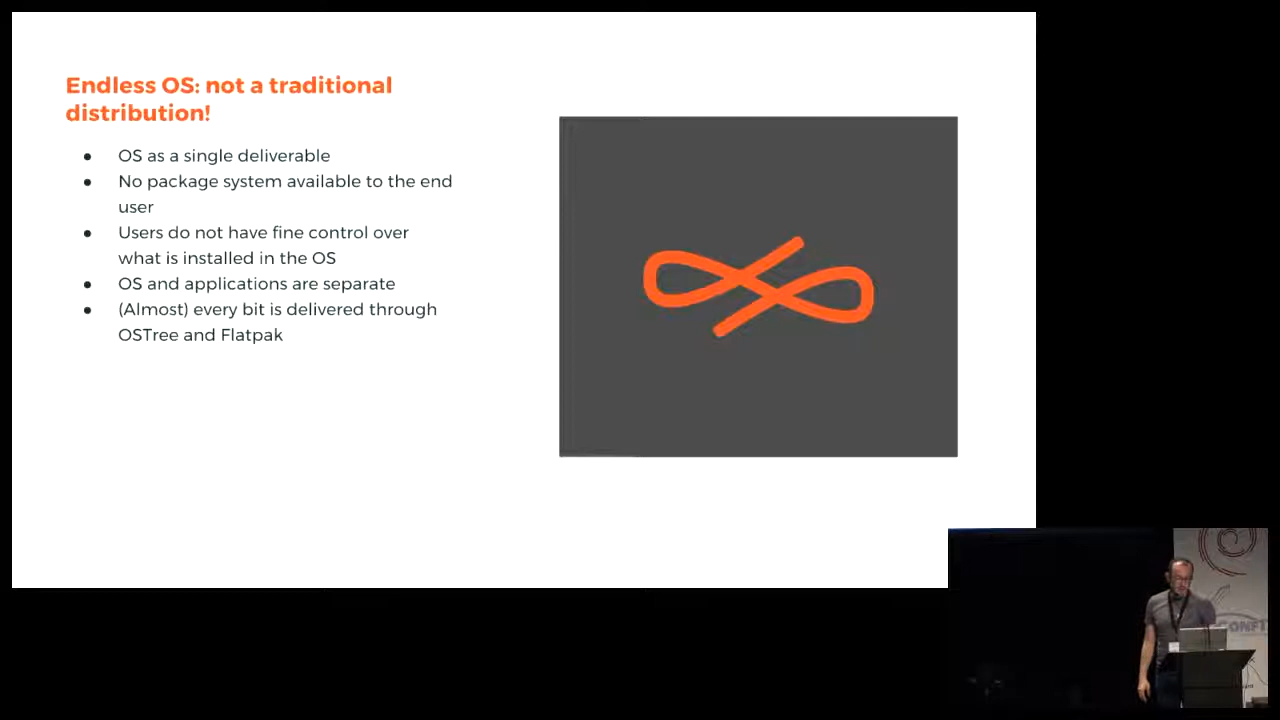 Endless OS: not a traditional
distribution!
● OS as a single deliverable
● No package system available to the end
user
● Users do not have fine control over
what is installed in the OS
● OS and applications are separate
● (Almost) every bit is delivered through
OSTree and Flatpak